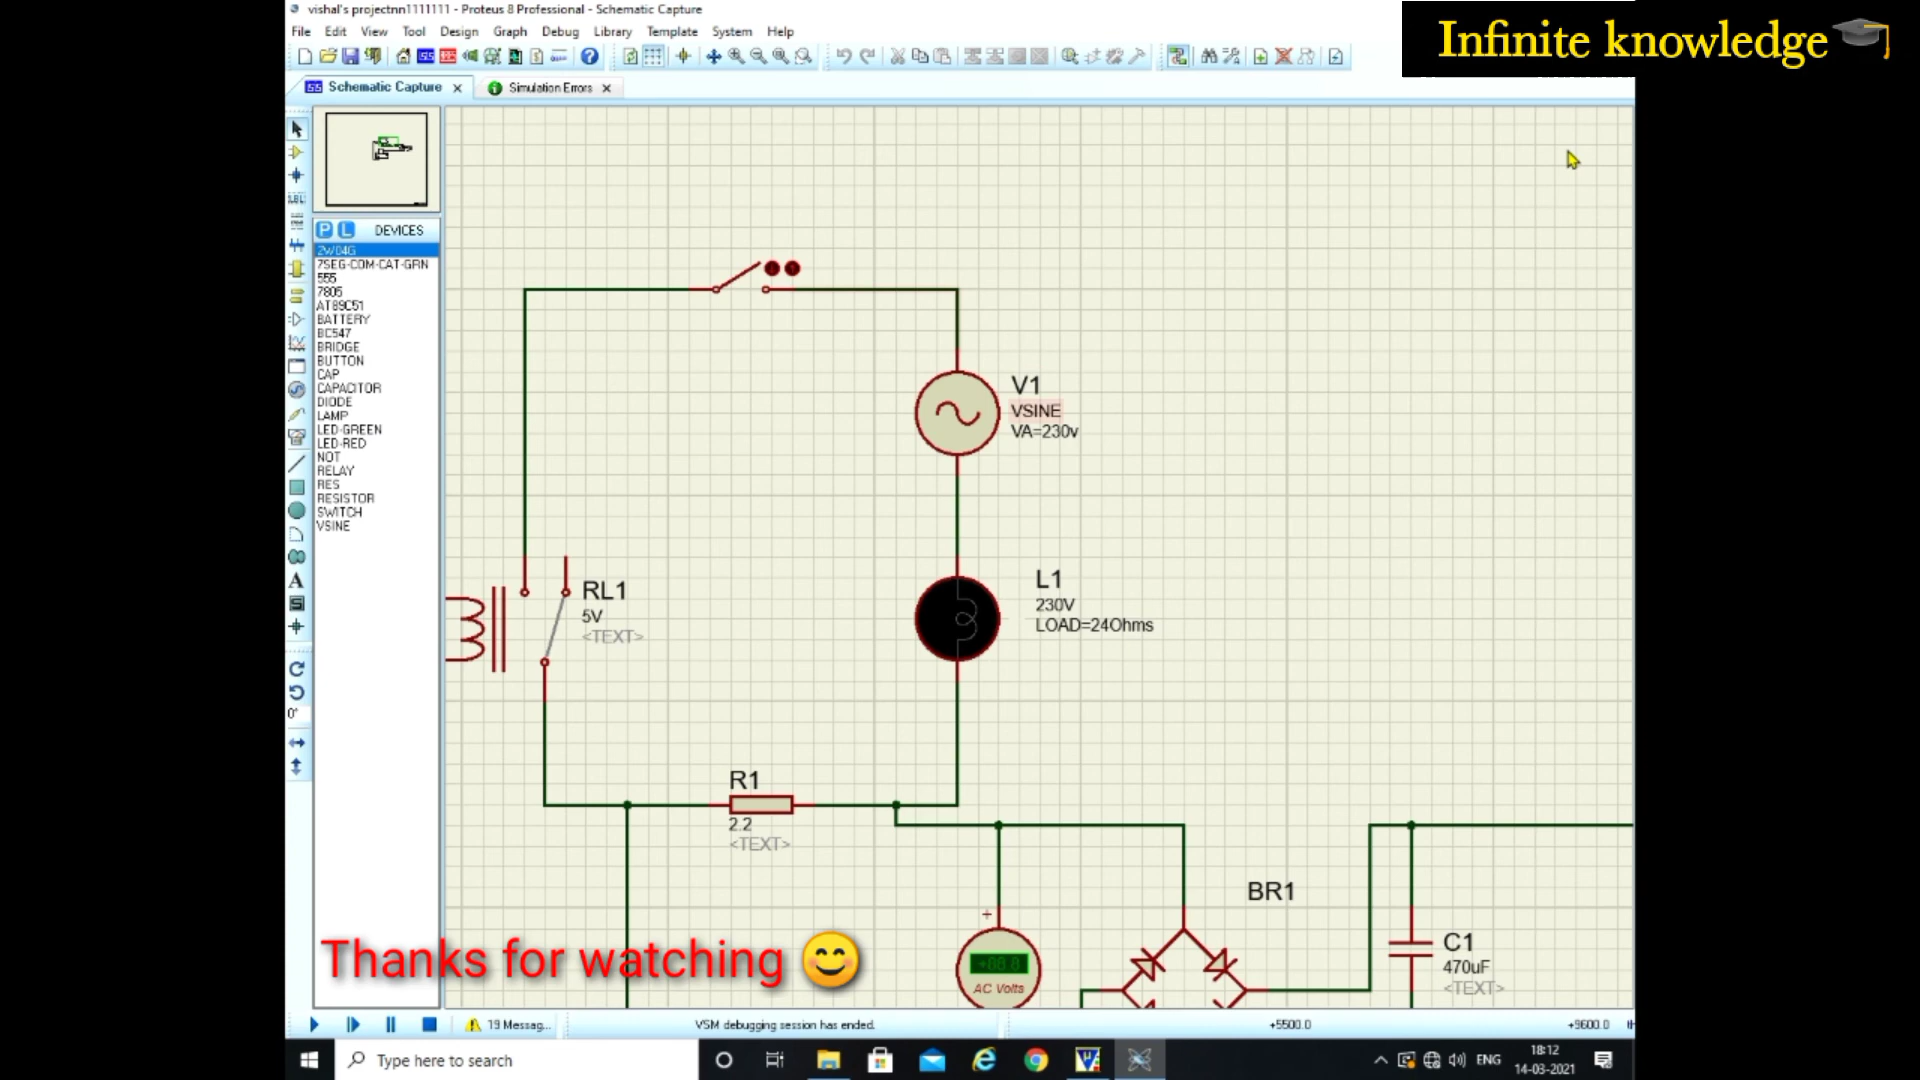 vishal's projectnn1111111 - Proteus 8 Professional - Schematic Capture
Infinite knowledge
File Edit View Tool Design Graph Debug Library Template System Help
Schematic Capture
Simulation Errors
P L DEVICES
2W04G
7SEG-COM-CAT-GRN
555
7805
AT89C51
BATTERY
BC547
BRIDGE
BUTTON
CAP
CAPACITOR
DIODE
LAMP
LED-GREEN
LED-RED
NOT
RELAY
RES
RESISTOR
SWITCH
VSINE
0°
V1
VSINE
VA=230v
RL1
5V
<TEXT>
L1
230V
LOAD=24Ohms
R1
2.2
<TEXT>
BR1
+
AC Volts
C1
470uF
<TEXT>
Thanks for watching 😊
19 Messag...
VSM debugging session has ended.
+5500.0
+9600.0
Type here to search
ENG
18:12
14-03-2021